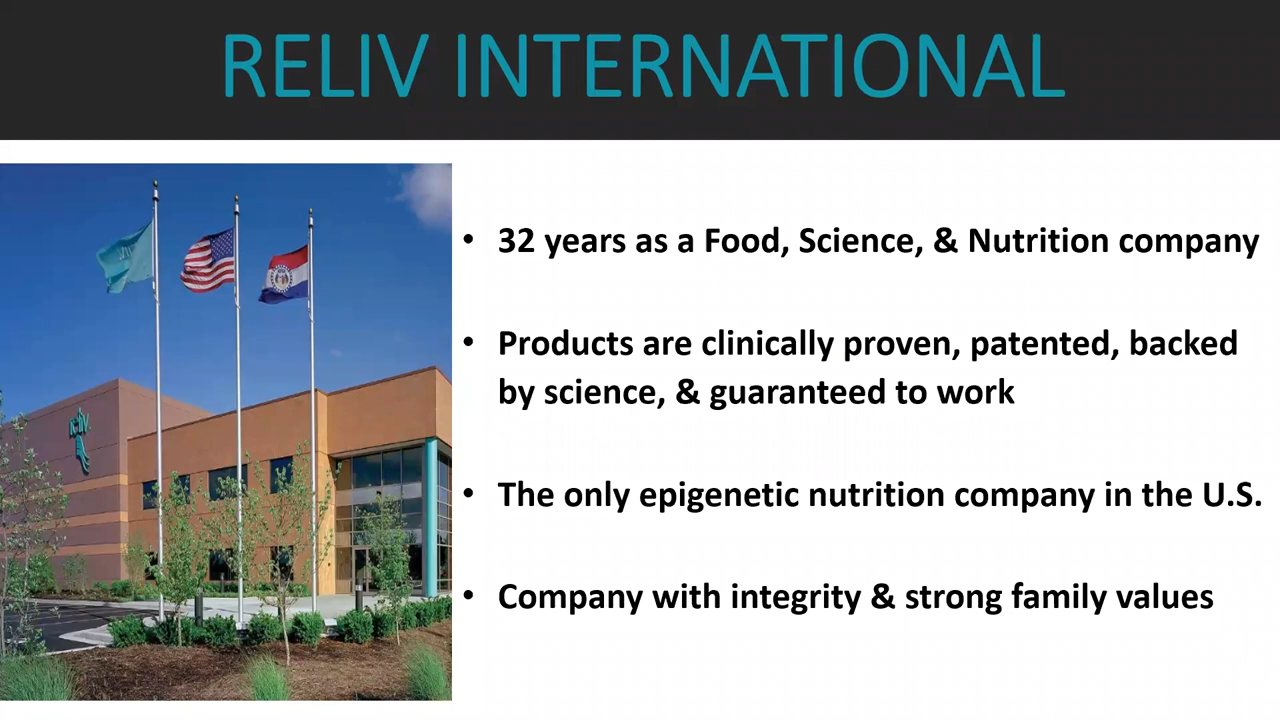 RELIV INTERNATIONAL
reliv
• 32 years as a Food, Science, & Nutrition company
• Products are clinically proven, patented, backed
by science, & guaranteed to work
• The only epigenetic nutrition company in the U.S.
• Company with integrity & strong family values